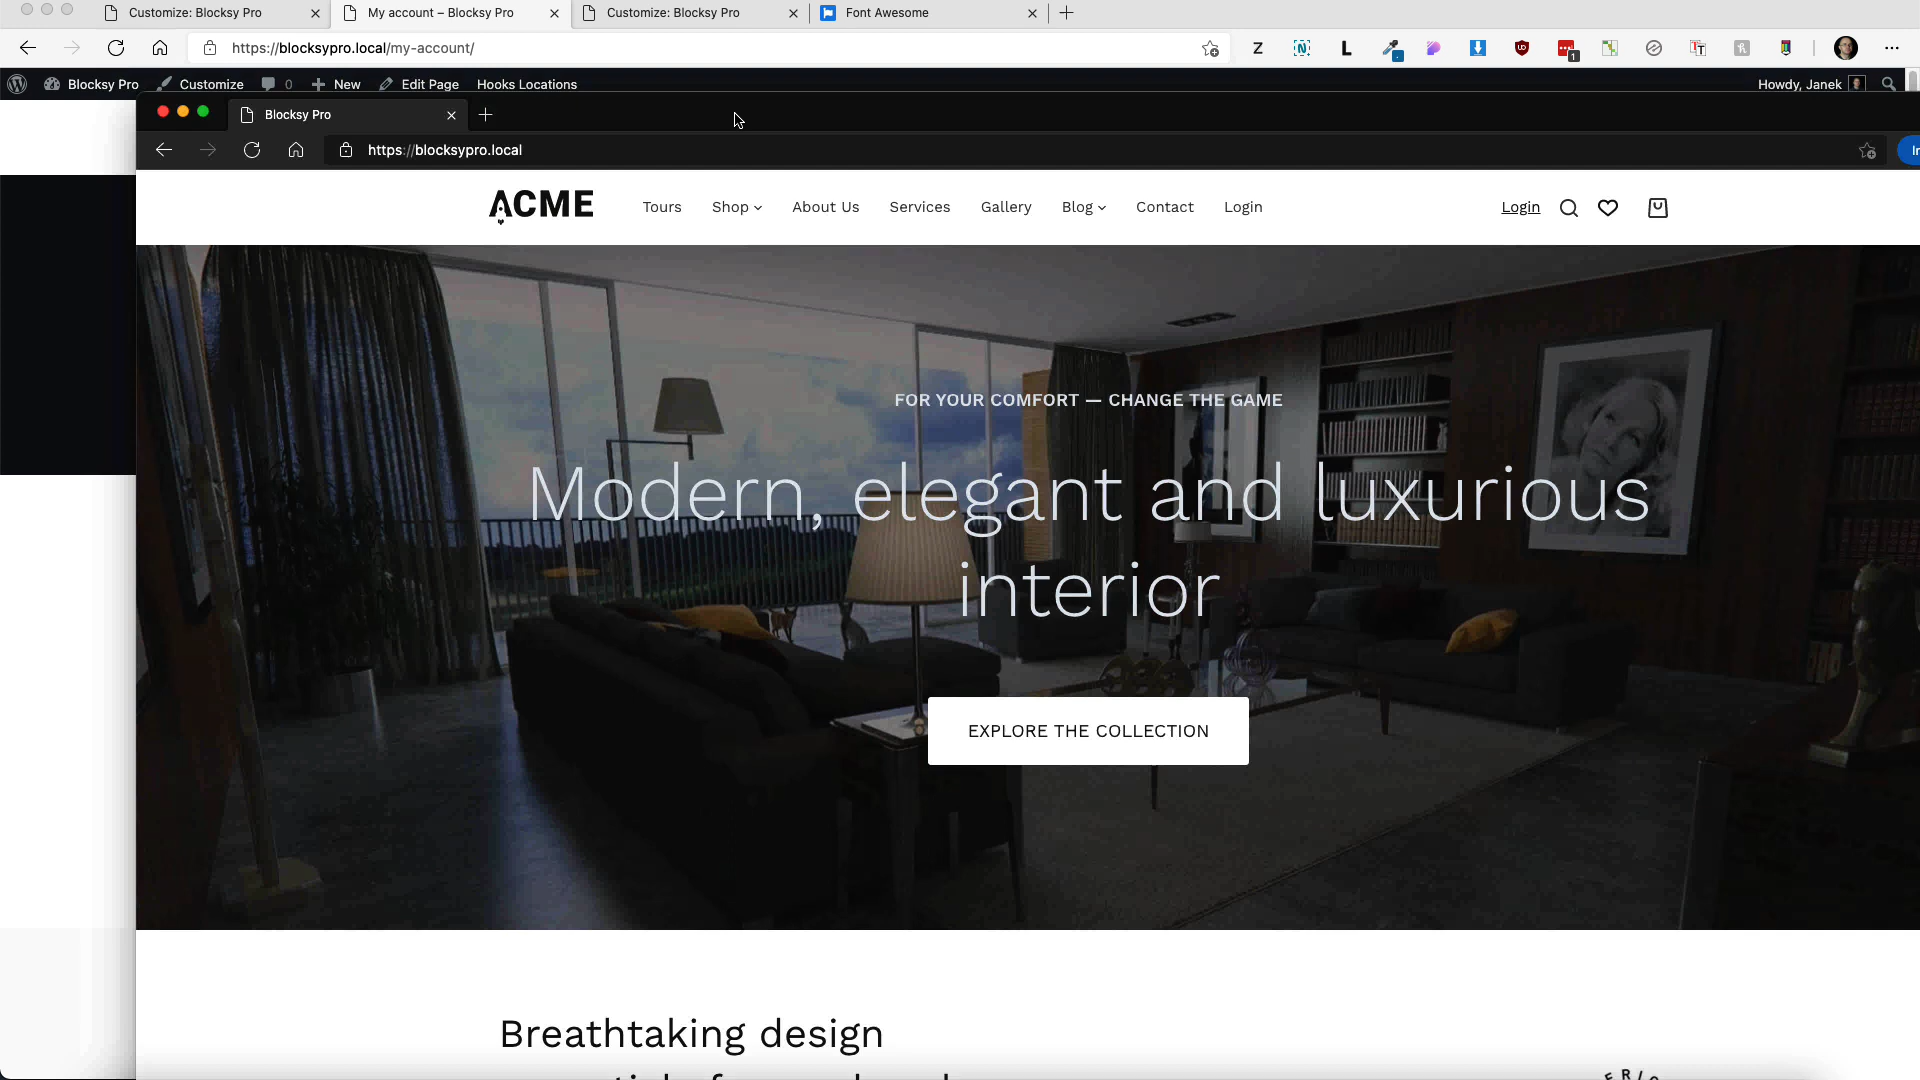 Customize: Blocksy Pro
My account – Blocksy Pro
Customize: Blocksy Pro
Font Awesome
https://blocksypro.local/my-account/
Blocksy Pro
Customize
0
New
Edit Page
Hooks Locations
Howdy, Janek
Blocksy Pro
https://blocksypro.local
ACME
Tours
Shop
About Us
Services
Gallery
Blog
Contact
Login
Login
FOR YOUR COMFORT — CHANGE THE GAME
Modern, elegant and luxurious
interior
EXPLORE THE COLLECTION
Breathtaking design